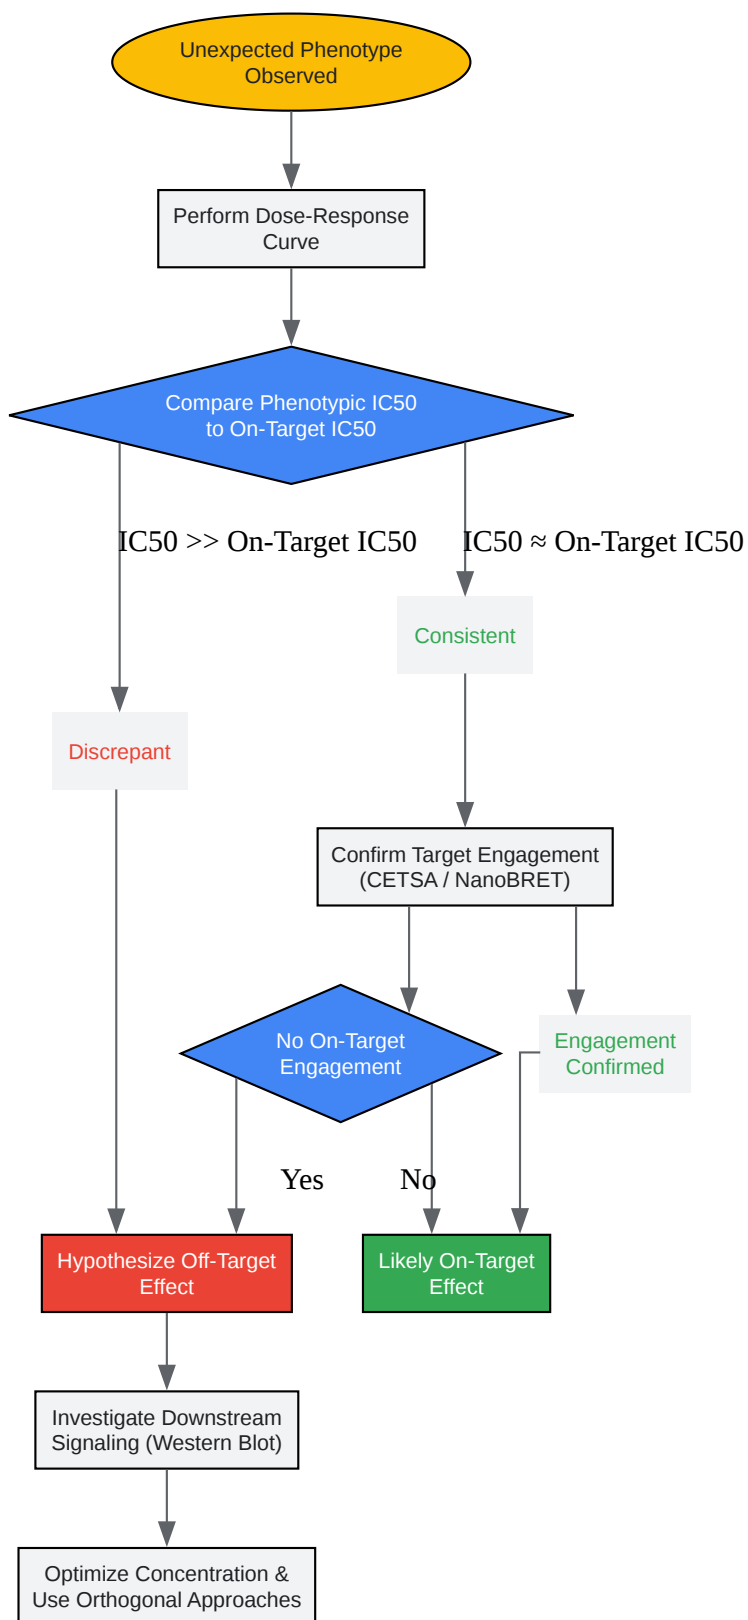 Unexpected Phenotype
Observed
Perform Dose-Response
Curve
Compare Phenotypic IC50
to On-Target IC50
IC50 >> On-Target IC50
IC50 ≈ On-Target IC50
Consistent
Discrepant
Confirm Target Engagement
(CETSA / NanoBRET)
No On-Target
Engagement
Engagement
Confirmed
Yes
No
Hypothesize Off-Target
Effect
Likely On-Target
Effect
Investigate Downstream
Signaling (Western Blot)
Optimize Concentration &
Use Orthogonal Approaches